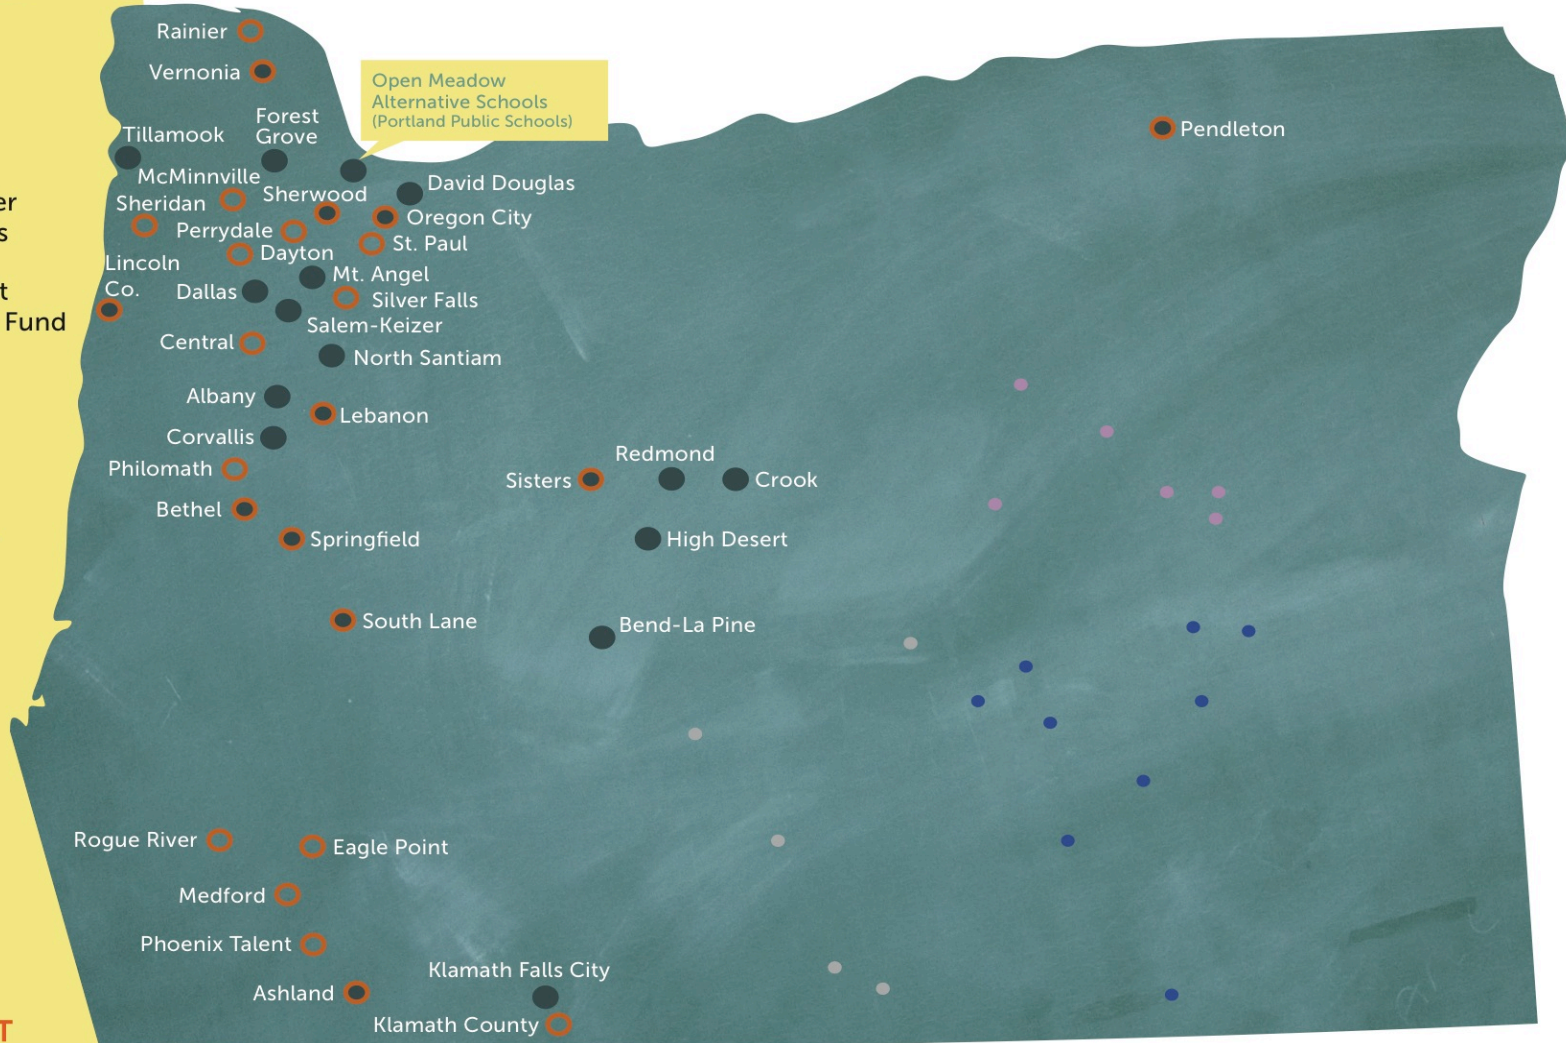 Rainier
Vernonia
Open Meadow
Alternative Schools
(Portland Public Schools)
Forest
Grove
Tillamook
Pendleton
McMinnville
David Douglas
Sherwood
Sheridan
er
Oregon City
Perrydale
s
St. Paul
Dayton
Lincoln
Co.
Mt. Angel
Dallas
t
Silver Falls
Fund
Salem-Keizer
Central
North Santiam
Albany
Lebanon
Corvallis
Redmond
Philomath
Sisters
Crook
Bethel
Springfield
High Desert
South Lane
Bend-La Pine
Rogue River
Eagle Point
Medford
Phoenix Talent
Klamath Falls City
Ashland
Klamath County
T